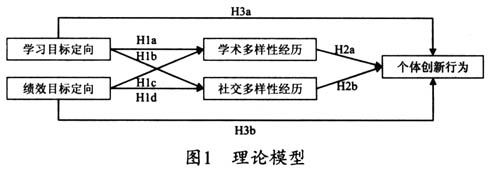 H3a
学习目标定向
H1a
H1b
学术多样性经历
H2a
个体创新行为
绩效目标定向
H1c
H1d
社交多样性经历
H2b
H3b
图1 理论模型